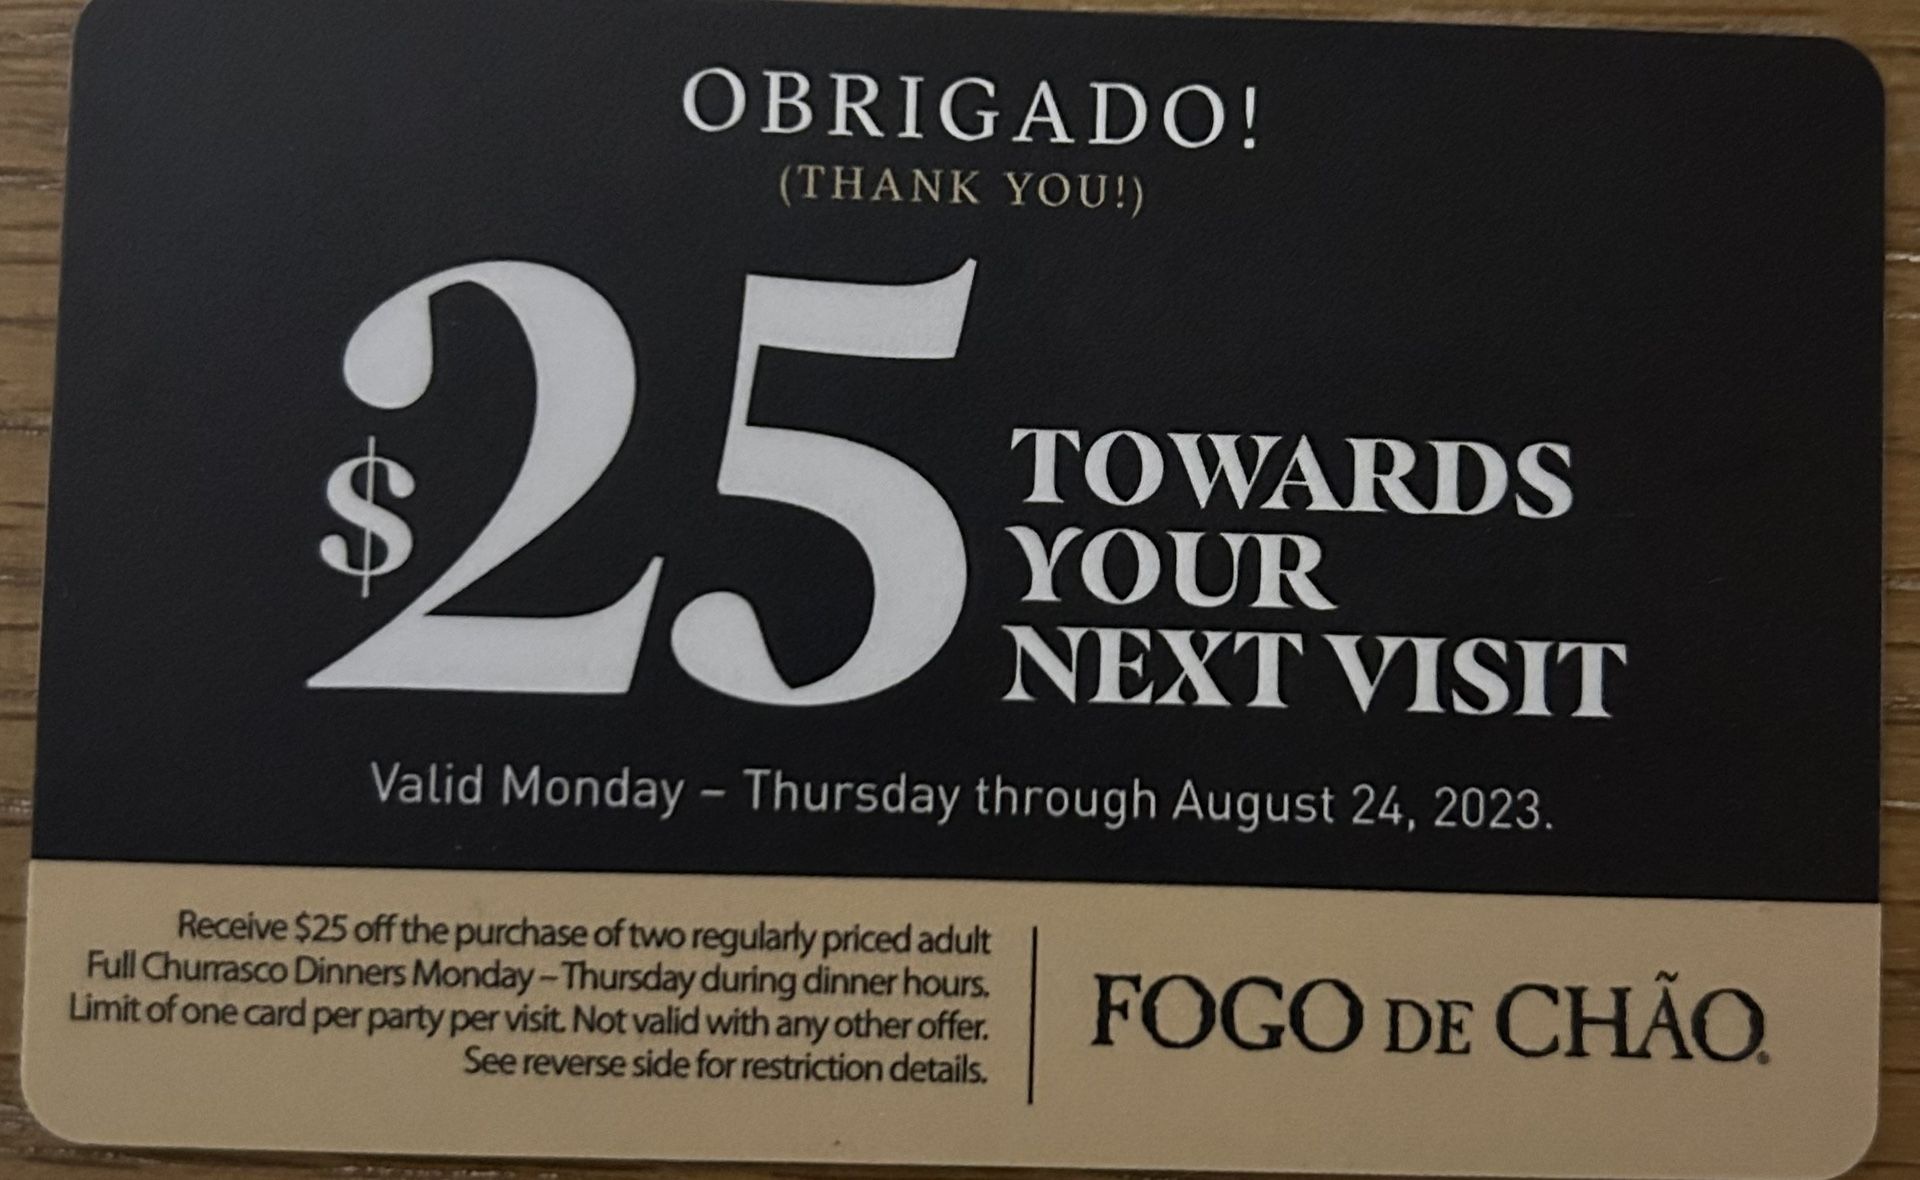 OBRIGADO!
(THANK YOU!)
$25
TOWARDS
YOUR
NEXT VISIT
Valid Monday – Thursday through August 24, 2023.
Receive $25 off the purchase of two regularly priced adult
Full Churrasco Dinners Monday – Thursday during dinner hours.
Limit of one card per party per visit. Not valid with any other offer.
See reverse side for restriction details.
FOGO DE CHÃO®